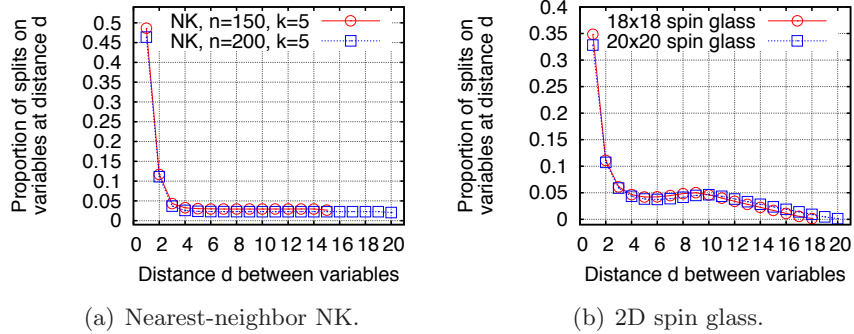 Proportion of splits on
variables at distance d
0.5
0.45
0.4
0.35
0.3
0.25
0.2
0.15
0.1
0.05
0
NK, n=150, k=5
NK, n=200, k=5
0 2 4 6 8 10 12 14 16 18 20
Distance d between variables
(a) Nearest-neighbor NK.
Proportion of splits on
variables at distance d
0.40
0.35
0.3
0.25
0.2
0.15
0.1
0.05
0
18x18 spin glass
20x20 spin glass
0 2 4 6 8 10 12 14 16 18 20
Distance d between variables
(b) 2D spin glass.